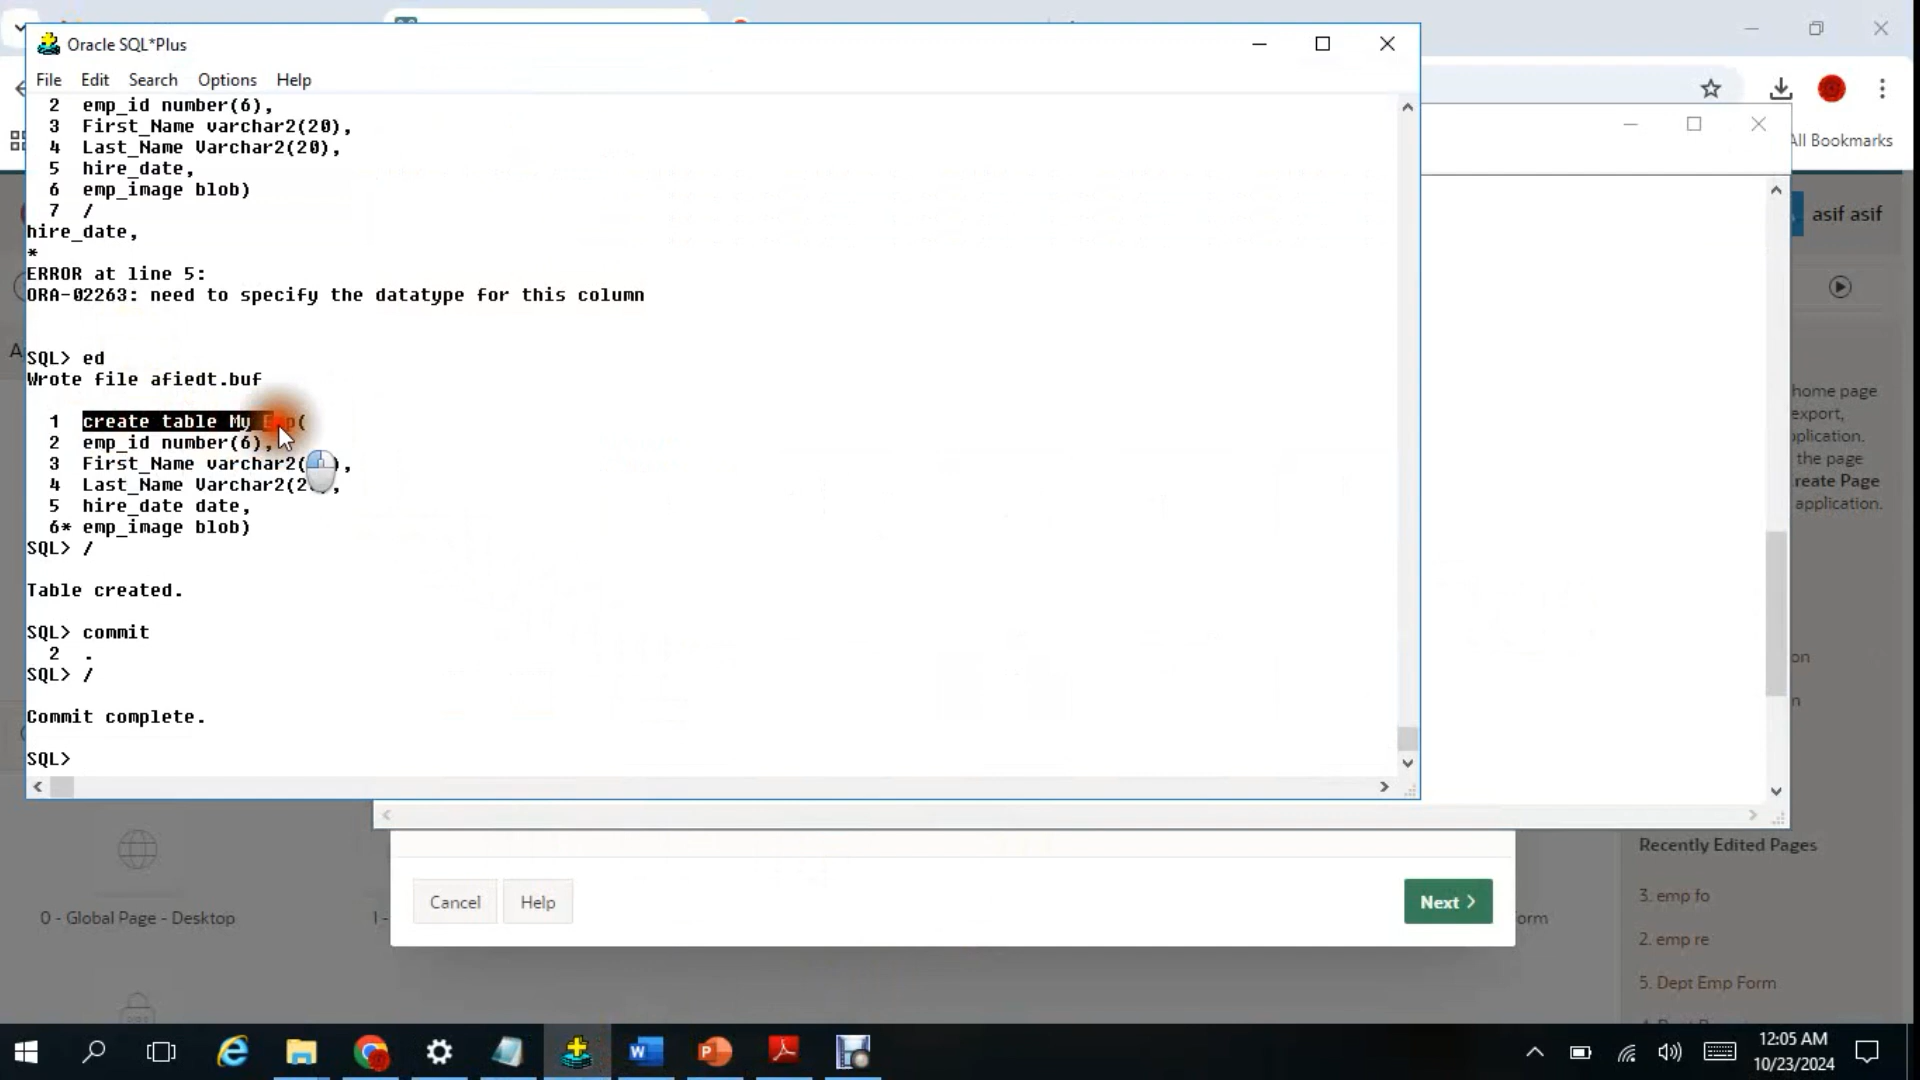 Oracle SQL*Plus
File Edit Search Options Help
2 emp_id number(6),
3 First_Name varchar2(20),
4 Last_Name Varchar2(20),
5 hire_date,
6 emp_image blob)
7 /
hire_date,
*
ERROR at line 5:
ORA-02263: need to specify the datatype for this column
SQL> ed
Wrote file afiedt.buf
1 create table My
2 emp_id number(6),
3 First_Name varchar2(
4 Last_Name Varchar2(2
5 hire_date date,
6* emp_image blob)
SQL> /
Table created.
SQL> commit
2 .
SQL> /
Commit complete.
SQL>
All Bookmarks
asif asif
home page
export,
the page
reate Page
application.
Cancel Help Next
0 - Global Page - Desktop
Recently Edited Pages
3. emp fo
2. emp re
5. Dept Emp Form
12:05 AM
10/23/2024